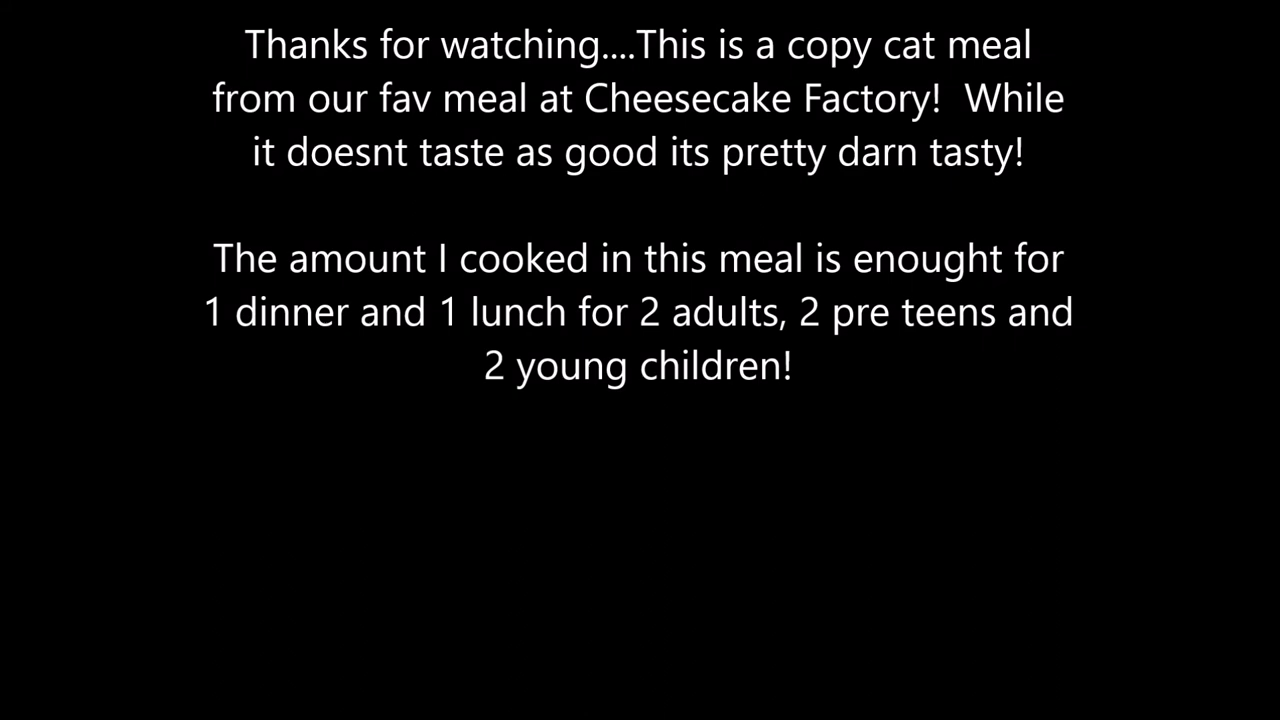 Thanks for watching....This is a copy cat meal
from our fav meal at Cheesecake Factory!  While
it doesnt taste as good its pretty darn tasty!
The amount I cooked in this meal is enought for
1 dinner and 1 lunch for 2 adults, 2 pre teens and
2 young children!